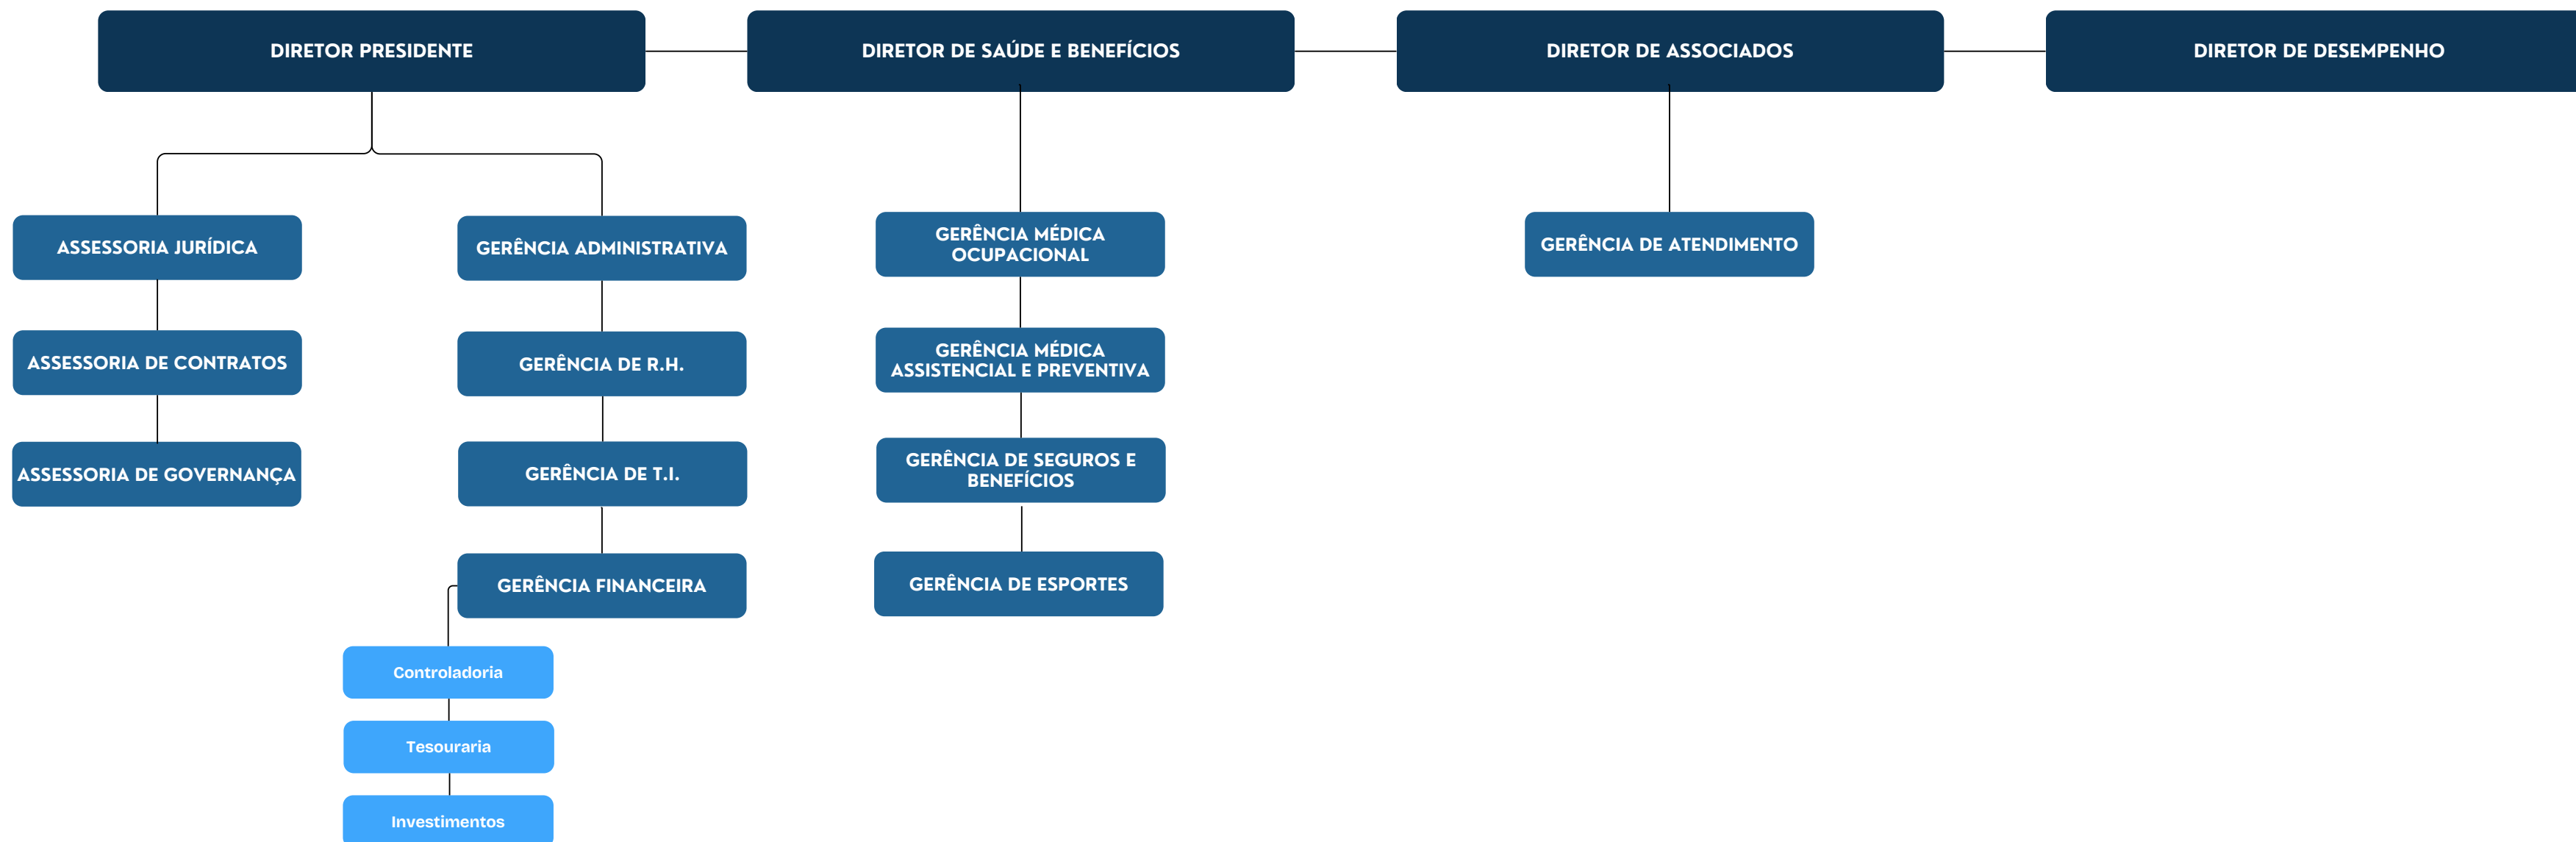 DIRETOR PRESIDENTE
DIRETOR DE SAÚDE E BENEFÍCIOS
DIRETOR DE ASSOCIADOS
DIRETOR DE DESEMPENHO
ASSESSORIA JURÍDICA
ASSESSORIA DE CONTRATOS
ASSESSORIA DE GOVERNANÇA
GERÊNCIA ADMINISTRATIVA
GERÊNCIA DE R.H.
GERÊNCIA DE T.I.
GERÊNCIA FINANCEIRA
Controladoria
Tesouraria
Investimentos
GERÊNCIA MÉDICA
OCUPACIONAL
GERÊNCIA MÉDICA
ASSISTENCIAL E PREVENTIVA
GERÊNCIA DE SEGUROS E
BENEFÍCIOS
GERÊNCIA DE ESPORTES
GERÊNCIA DE ATENDIMENTO